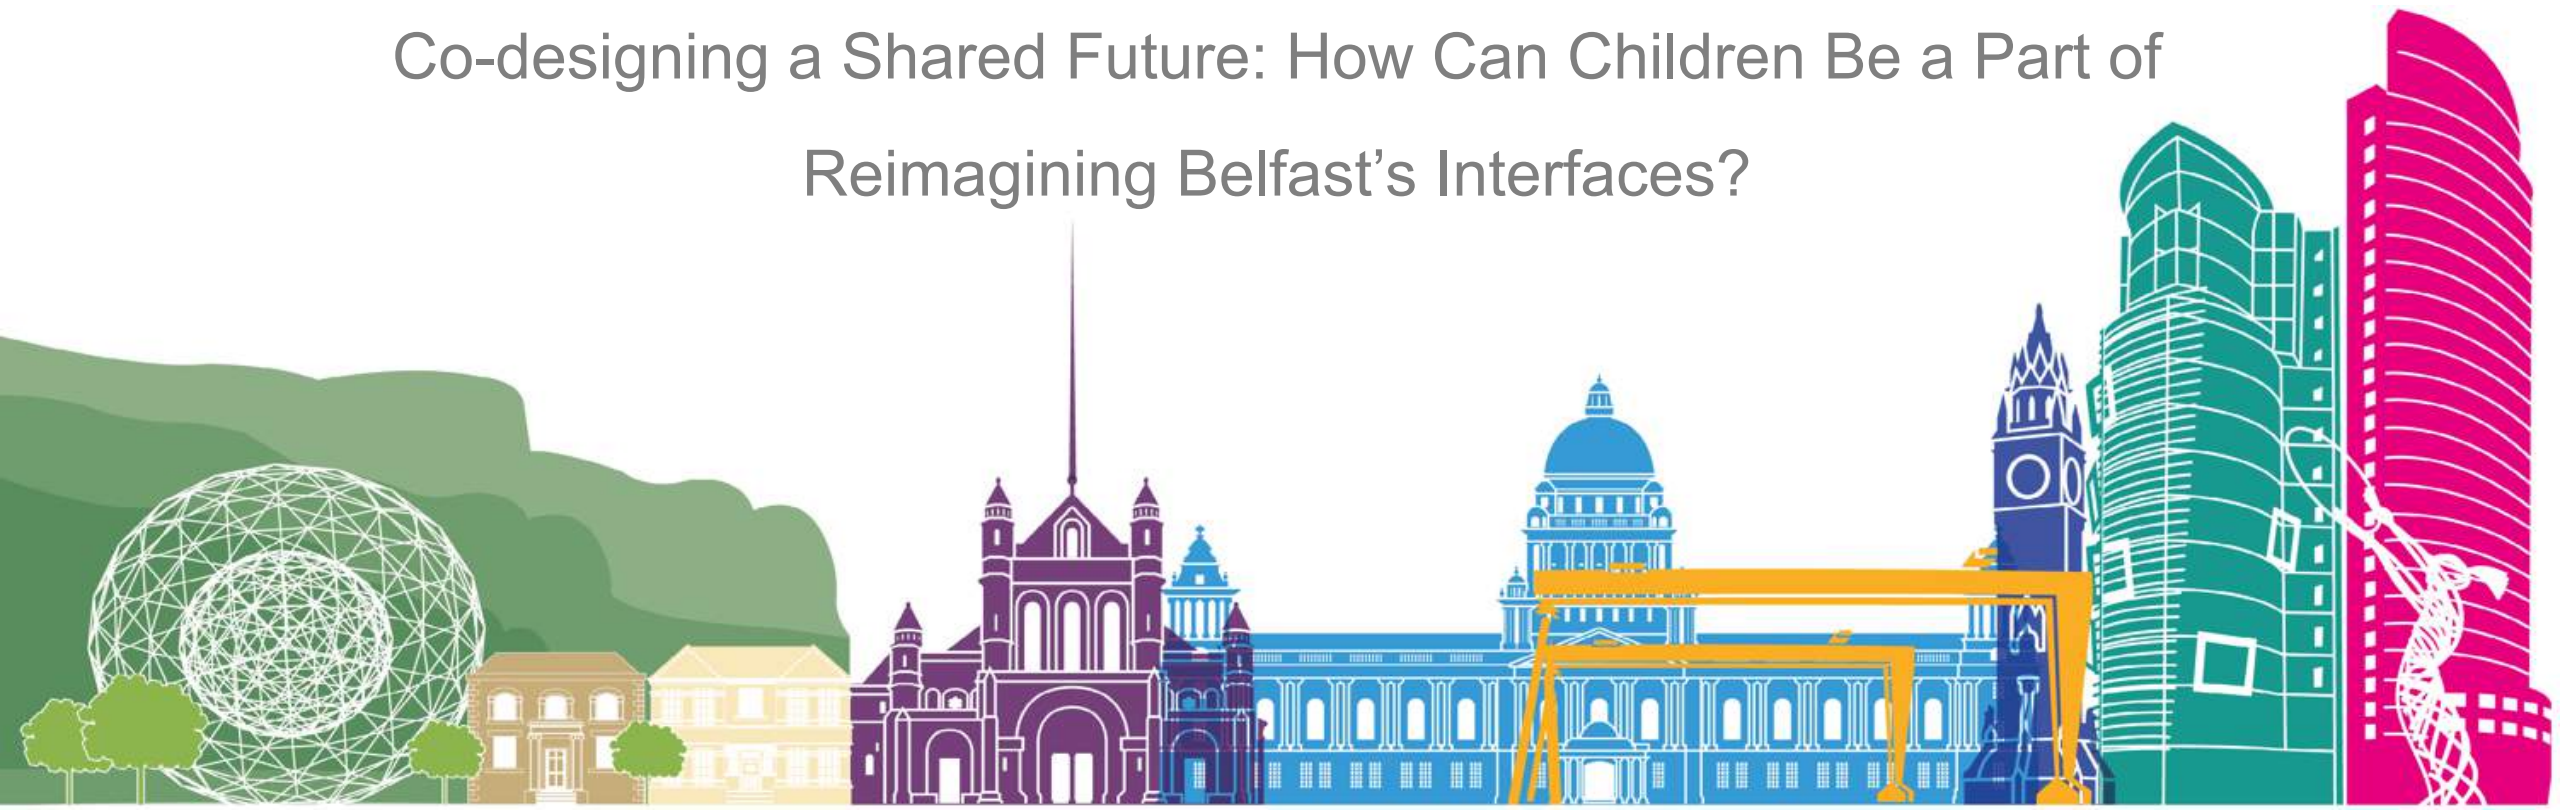 Co-designing a Shared Future: How Can Children Be a Part of
Reimagining Belfast’s Interfaces?